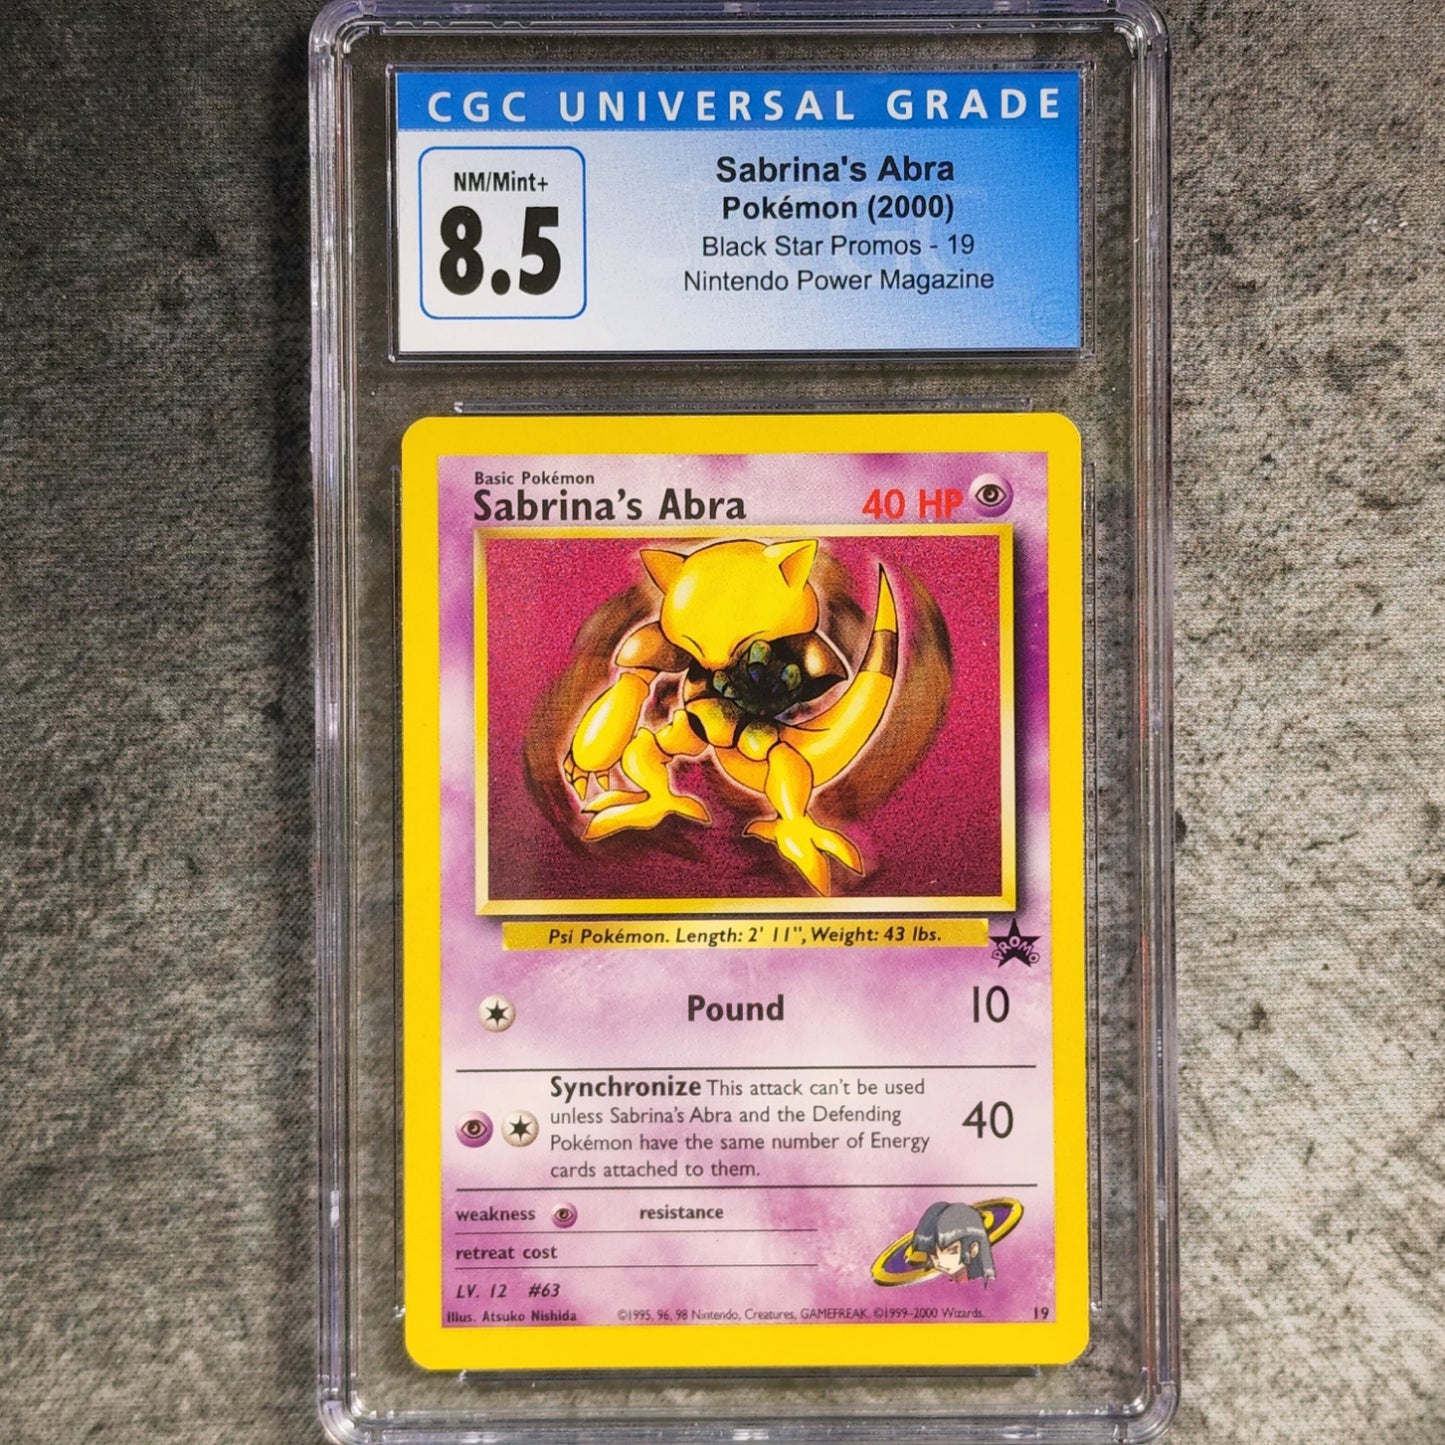 CGC UNIVERSAL GRADE
NM/Mint+
8.5
Sabrina's Abra
Pokémon (2000)
Black Star Promos - 19
Nintendo Power Magazine
Basic Pokémon
Sabrina's Abra
40 HP
Psi Pokémon. Length: 2' 11", Weight: 43 lbs.
PROMO
Pound 10
Synchronize This attack can't be used
unless Sabrina's Abra and the Defending
Pokémon have the same number of Energy
cards attached to them.
40
weakness
resistance
retreat cost
LV. 12 #63
Illus. Atsuko Nishida
©1995, 96, 98 Nintendo, Creatures, GAMEFREAK. ©1999-2000 Wizards.
19